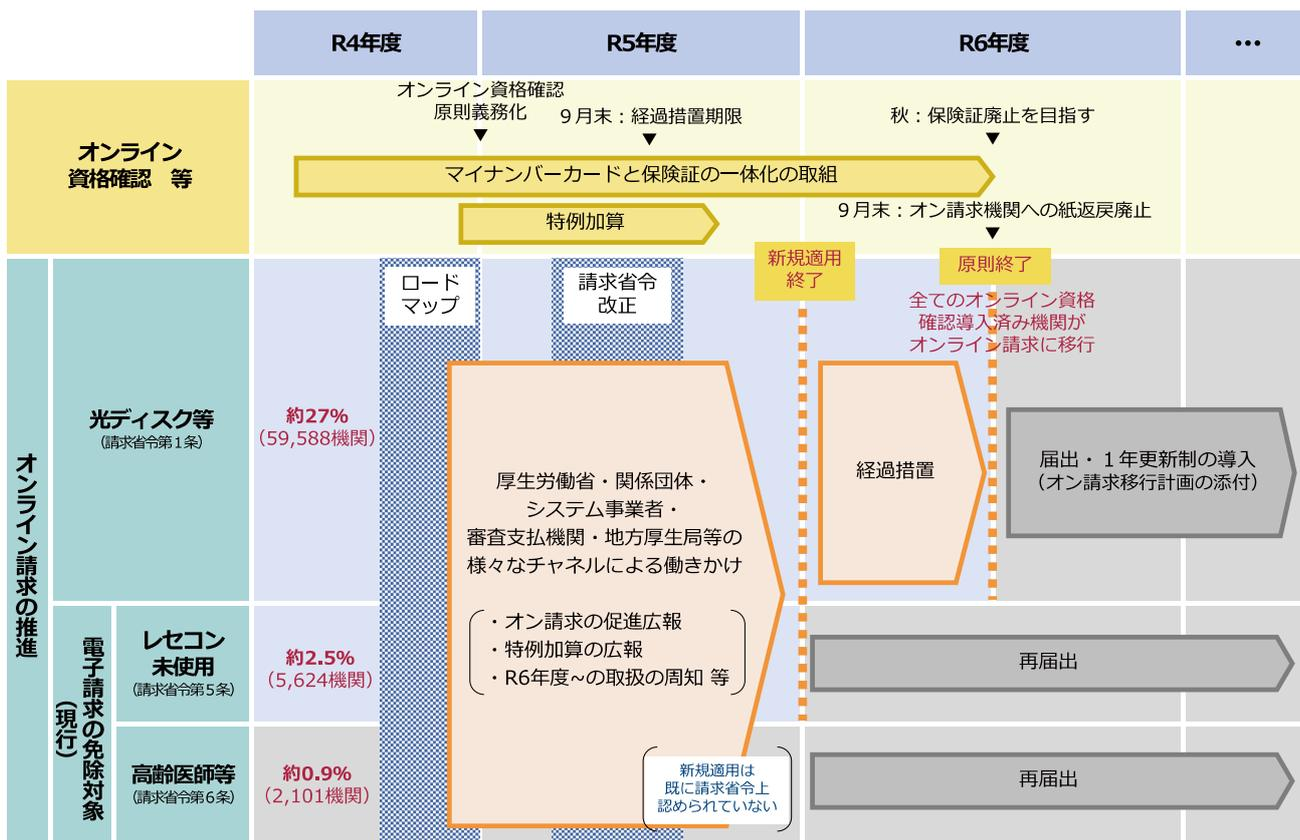 R4年度
R5年度
R6年度
…
オンライン
資格確認　等
オンライン資格確認
原則義務化
９月末：経過措置期限
秋：保険証廃止を目指す
マイナンバーカードと保険証の一体化の取組
特例加算
９月末：オン請求機関への紙返戻廃止
オンライン請求の推進
ロード
マップ
請求省令
改正
新規適用
終了
原則終了
全てのオンライン資格
確認導入済み機関が
オンライン請求に移行
光ディスク等
（請求省令第１条）
約27%
（59,588機関）
厚生労働省・関係団体・
システム事業者・
審査支払機関・地方厚生局等の
様々なチャネルによる働きかけ
・オン請求の促進広報
・特例加算の広報
・R6年度~の取扱の周知 等
経過措置
届出・１年更新制の導入
（オン請求移行計画の添付）
電子請求の免除対象
（現行）
レセコン
未使用
（請求省令第５条）
約2.5%
（5,624機関）
再届出
高齢医師等
（請求省令第６条）
約0.9%
（2,101機関）
新規適用は
既に請求省令上
認められていない
再届出